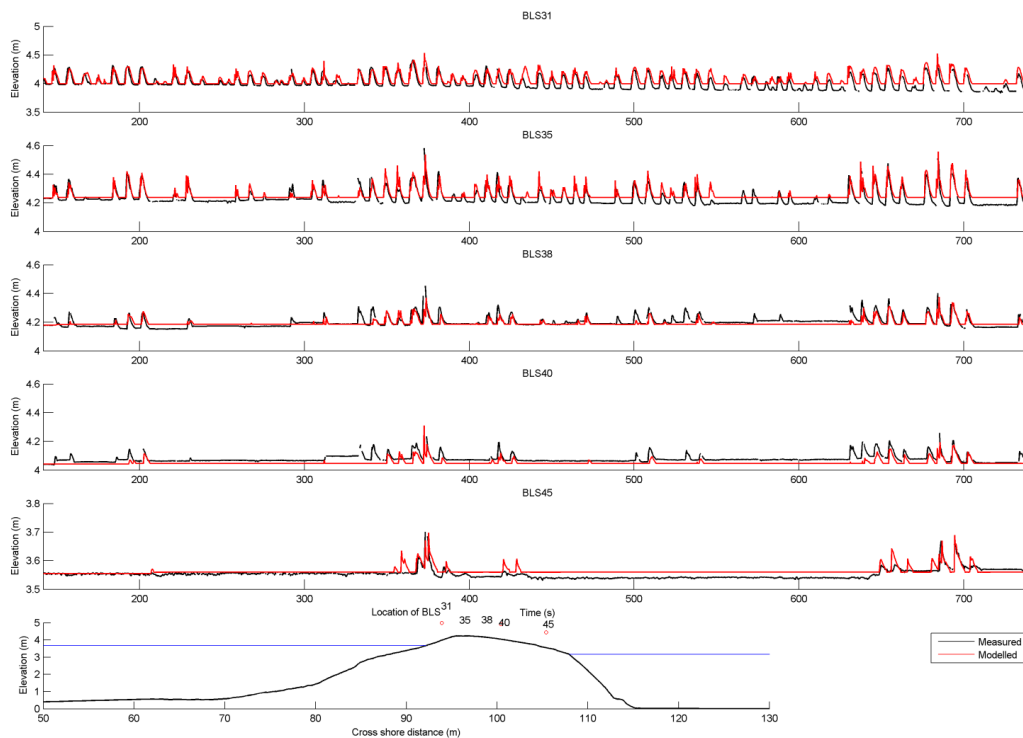 BLS31
5
4.5
4
3.5
Elevation (m)
200 300 400 500 600 700
BLS35
4.6
4.4
4.2
4
Elevation (m)
200 300 400 500 600 700
BLS38
4.6
4.4
4.2
4
Elevation (m)
200 300 400 500 600 700
BLS40
4.6
4.4
4.2
4
Elevation (m)
200 300 400 500 600 700
BLS45
3.8
3.7
3.6
3.5
Elevation (m)
200 300 400 500 600 700
Location of BLS 31 35 38 40 45
Time (s)
5
4
3
2
1
0
Elevation (m)
50 60 70 80 90 100 110 120 130
Cross shore distance (m)
Measured
Modelled